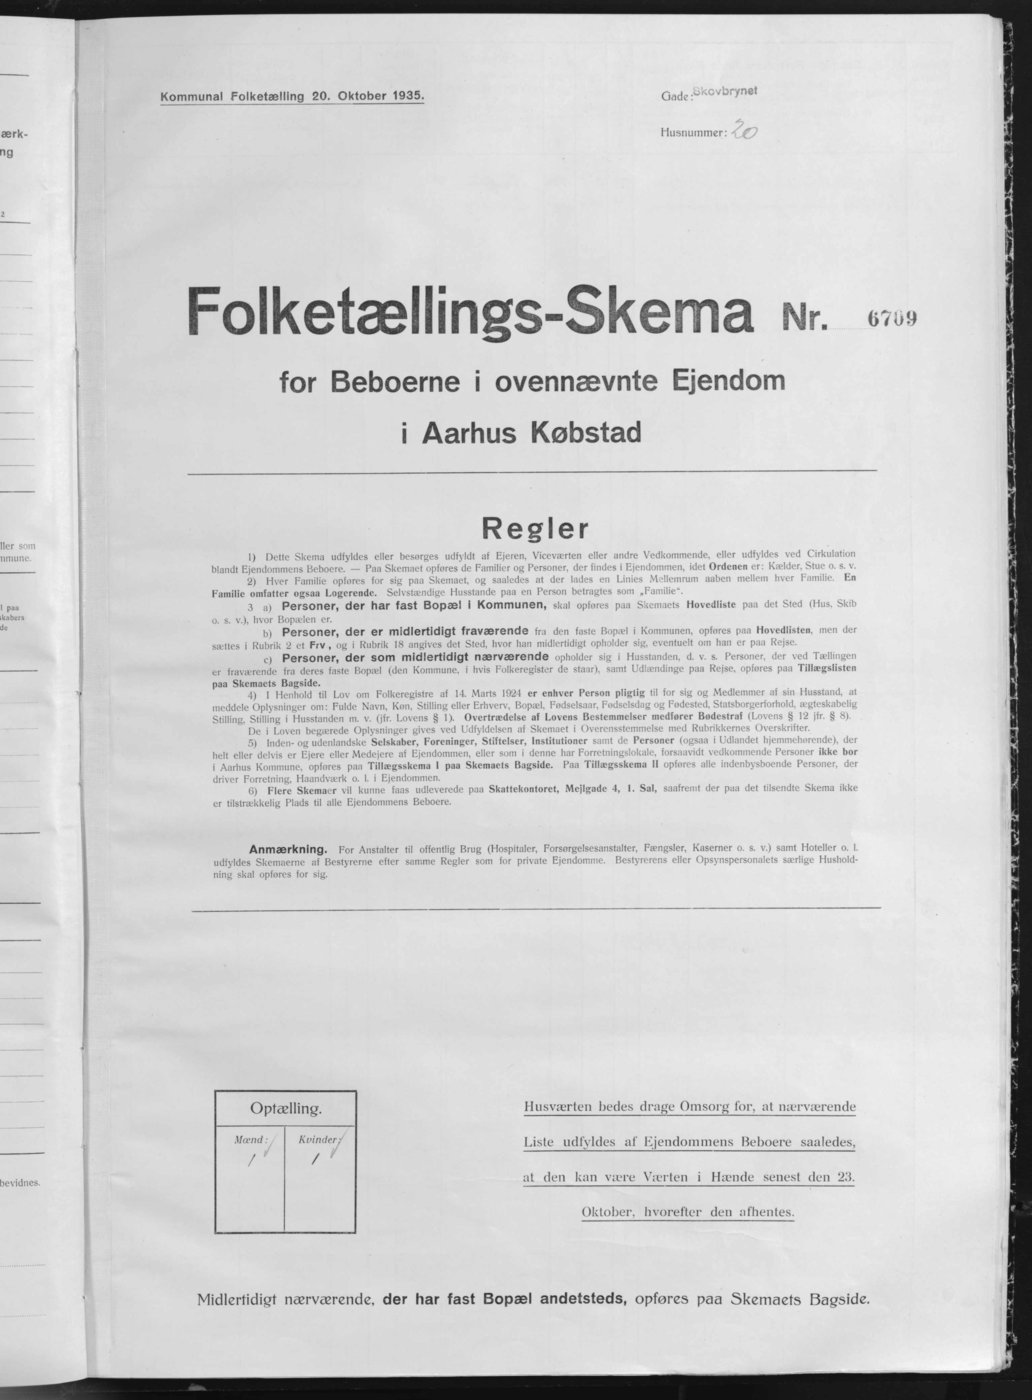 ærk-
ng
2
ller som
mmune.
l paa
skabers
de
bevidnes.
Kommunal Folketælling 20. Oktober 1935.
Gade: Skovbrynet
Husnummer: 20
Folketællings-Skema Nr. 6709
for Beboerne i ovennævnte Ejendom
i Aarhus Købstad
Regler
1) Dette Skema udfyldes eller besørges udfyldt af Ejeren, Viceværten eller andre Vedkommende, eller udfyldes ved Cirkulation
blandt Ejendommens Beboere. — Paa Skemaet opføres de Familier og Personer, der findes i Ejendommen, idet Ordenen er: Kælder, Stue o. s. v.
2) Hver Familie opføres for sig paa Skemaet, og saaledes at der lades en Linies Mellemrum aaben mellem hver Familie. En
Familie omfatter ogsaa Logerende. Selvstændige Husstande paa en Person betragtes som „Familie“.
3 a) Personer, der har fast Bopæl i Kommunen, skal opføres paa Skemaets Hovedliste paa det Sted (Hus, Skib
o. s. v.), hvor Bopælen er.
b) Personer, der er midlertidigt fraværende fra den faste Bopæl i Kommunen, opføres paa Hovedlisten, men der
sættes i Rubrik 2 et Frv, og i Rubrik 18 angives det Sted, hvor han midlertidigt opholder sig, eventuelt om han er paa Rejse.
c) Personer, der som midlertidigt nærværende opholder sig i Husstanden, d. v. s. Personer, der ved Tællingen
er fraværende fra deres faste Bopæl (den Kommune, i hvis Folkeregister de staar), samt Udlændinge paa Rejse, opføres paa Tillægslisten
paa Skemaets Bagside.
4) I Henhold til Lov om Folkeregistre af 14. Marts 1924 er enhver Person pligtig til for sig og Medlemmer af sin Husstand, at
meddele Oplysninger om: Fulde Navn, Køn, Stilling eller Erhverv, Bopæl, Fødselsaar, Fødselsdag og Fødested, Statsborgerforhold, ægteskabelig
Stilling, Stilling i Husstanden m. v. (jfr. Lovens § 1). Overtrædelse af Lovens Bestemmelser medfører Bødestraf (Lovens § 12 jfr. § 8).
De i Loven begærede Oplysninger gives ved Udfyldelsen af Skemaet i Overensstemmelse med Rubrikkernes Overskrifter.
5) Inden- og udenlandske Selskaber, Foreninger, Stiftelser, Institutioner samt de Personer (ogsaa i Udlandet hjemmehørende), der
helt eller delvis er Ejere eller Medejere af Ejendommen, eller som i denne har Forretningslokale, forsaavidt vedkommende Personer ikke bor
i Aarhus Kommune, opføres paa Tillægsskema I paa Skemaets Bagside. Paa Tillægsskema II opføres alle indenbysboende Personer, der
driver Forretning, Haandværk o. l. i Ejendommen.
6) Flere Skemaer vil kunne faas udleverede paa Skattekontoret, Mejlgade 4, 1. Sal, saafremt der paa det tilsendte Skema ikke
er tilstrækkelig Plads til alle Ejendommens Beboere.
Anmærkning. For Anstalter til offentlig Brug (Hospitaler, Forsørgelsesanstalter, Fængsler, Kaserner o. s. v.) samt Hoteller o. l.
udfyldes Skemaerne af Bestyrerne efter samme Regler som for private Ejendomme. Bestyrerens eller Opsynspersonalets særlige Hushold-
ning skal opføres for sig.
Optælling.
Mænd: Kvinder:
1 1
Husværten bedes drage Omsorg for, at nærværende
Liste udfyldes af Ejendommens Beboere saaledes,
at den kan være Værten i Hænde senest den 23.
Oktober, hvorefter den afhentes.
Midlertidigt nærværende, der har fast Bopæl andetsteds, opføres paa Skemaets Bagside.